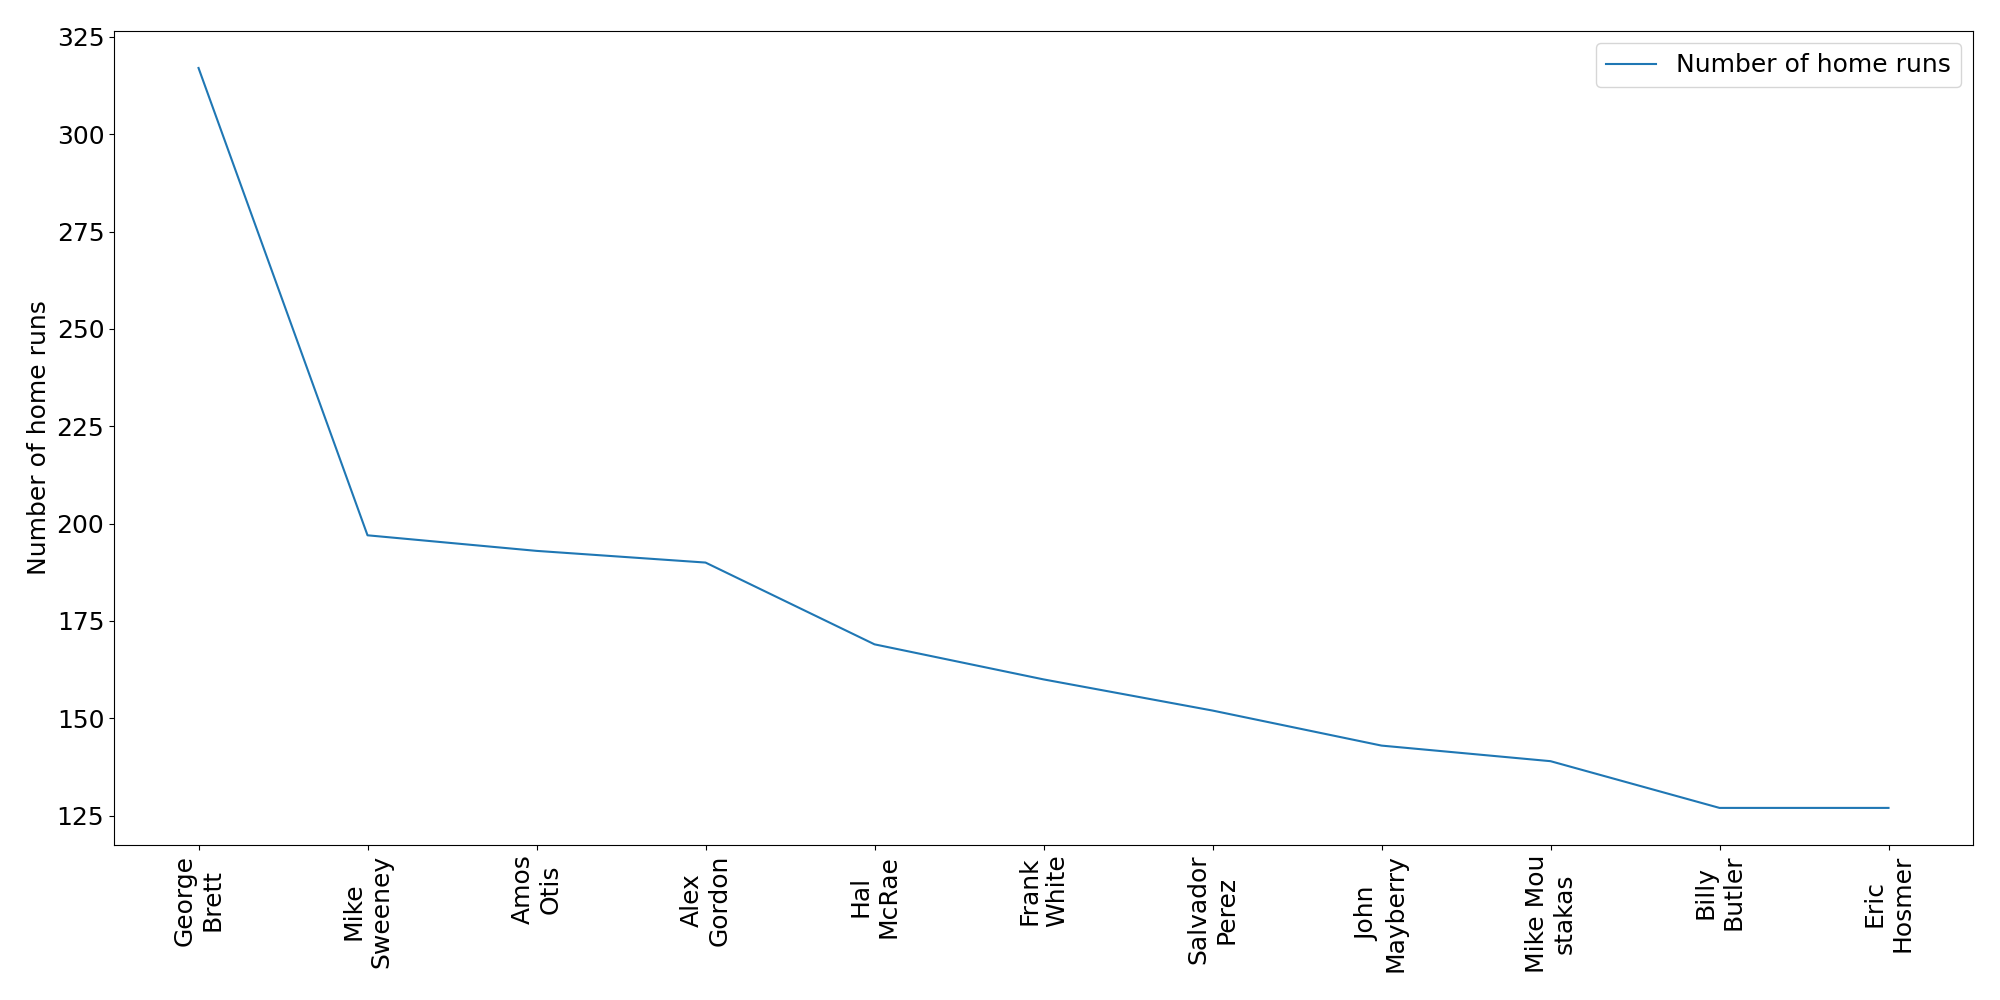 Number of home runs
325
300
275
250
225
200
175
150
125
Number of home runs
George
Brett
Mike
Sweeney
Amos
Otis
Alex
Gordon
Hal
McRae
Frank
White
Salvador
Perez
John
Mayberry
Mike Mou
stakas
Billy
Butler
Eric
Hosmer